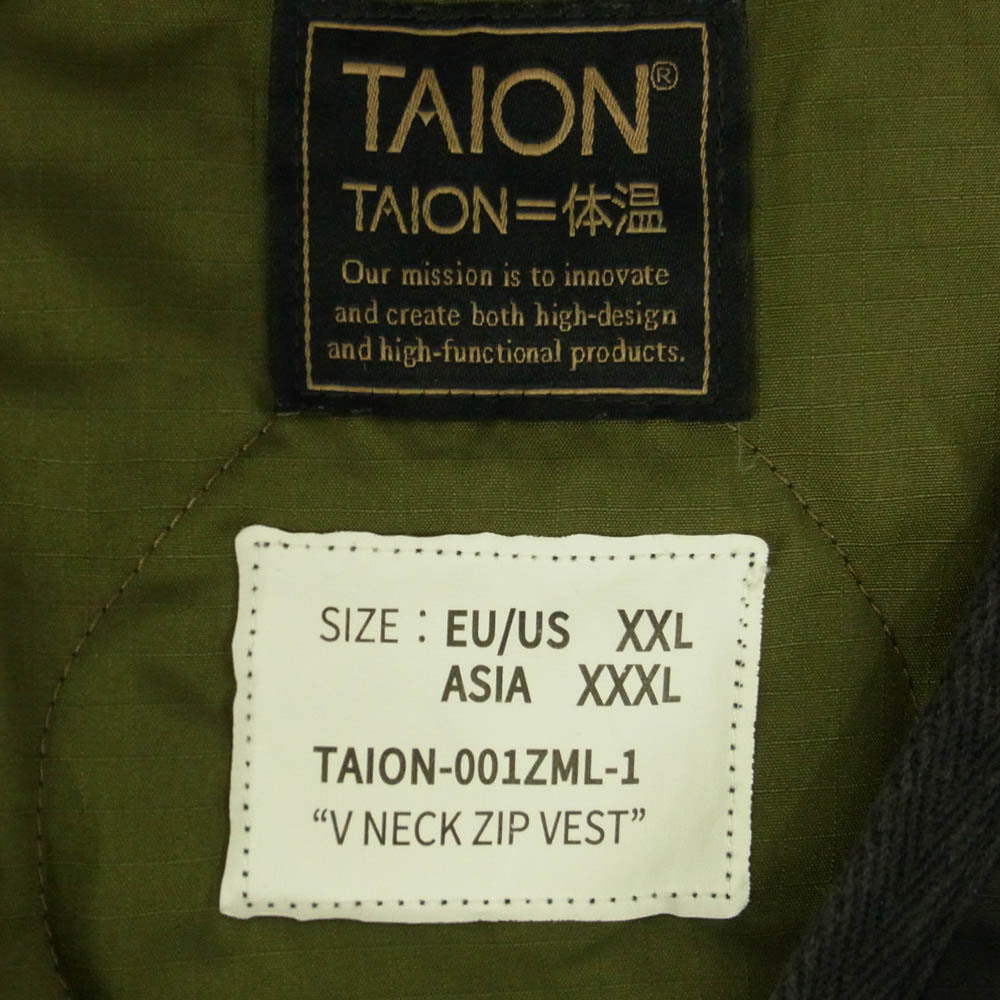 TAION®
TAION=体温
Our mission is to innovate
and create both high-design
and high-functional products.
SIZE : EU/US XXL
ASIA XXXL
TAION-001ZML-1
“V NECK ZIP VEST”